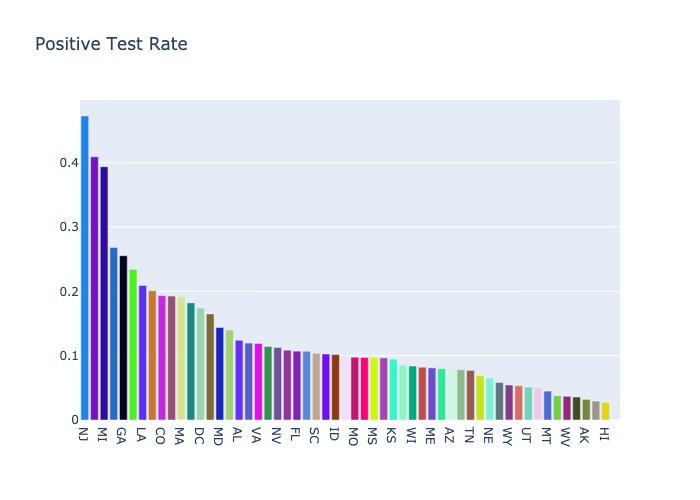 Positive Test Rate
0.4
0.3
0.2
0.1
0
NJ MI GA LA CO MA DC MD AL VA NV FL SC ID MO MS KS WI ME AZ TN NE WY UT MT WV AK HI